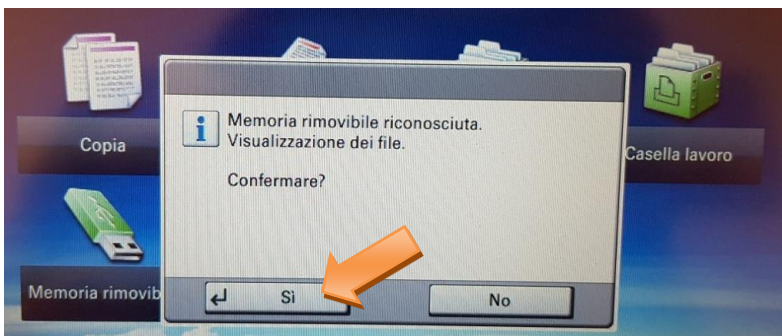 Copia
Memoria rimovibile riconosciuta.
Visualizzazione dei file.
Confermare?
Casella lavoro
Memoria rimovib
Sì
No